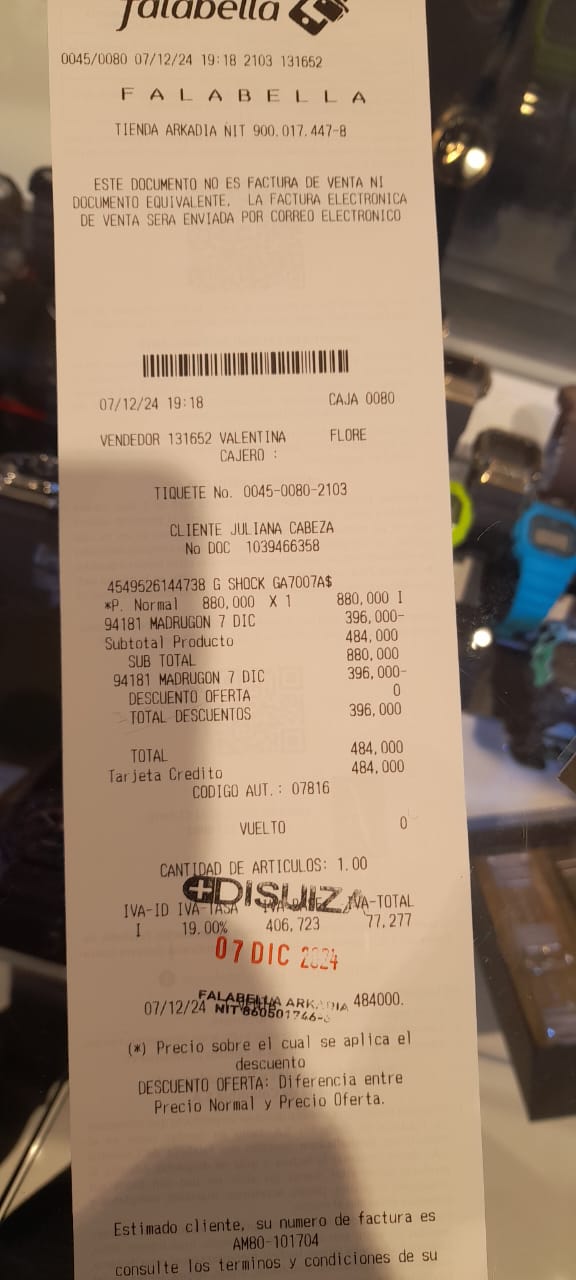 falabella
0045/0080 07/12/24 19:18 2103 131652
F A L A B E L L A
TIENDA ARKADIA NIT 900.017.447-8
ESTE DOCUMENTO NO ES FACTURA DE VENTA NI
DOCUMENTO EQUIVALENTE. LA FACTURA ELECTRONICA
DE VENTA SERA ENVIADA POR CORREO ELECTRONICO
07/12/24 19:18 CAJA 0080
VENDEDOR 131652 VALENTINA FLORE
CAJERO :
TIQUETE No. 0045-0080-2103
CLIENTE JULIANA CABEZA
No DOC 1039466358
4549526144738 G SHOCK GA7007A$
*P. Normal 880,000 X 1 880,000 I
94181 MADRUGON 7 DIC 396,000-
Subtotal Producto 484,000
SUB TOTAL 880,000
94181 MADRUGON 7 DIC 396,000-
DESCUENTO OFERTA 0
TOTAL DESCUENTOS 396,000
TOTAL 484,000
Tarjeta Credito 484,000
CODIGO AUT.: 07816
VUELTO 0
CANTIDAD DE ARTICULOS: 1.00
DISUIZA
IVA-ID IVA-TASA IVA-BASE IVA-TOTAL
I 19.00% 406,723 77,277
07 DIC 2024
FALABELLA ARKADIA
07/12/24 484000.
NIT 860501746-
(*) Precio sobre el cual se aplica el
descuento
DESCUENTO OFERTA: Diferencia entre
Precio Normal y Precio Oferta.
Estimado cliente, su numero de factura es
AM80-101704
consulte los terminos y condiciones de su